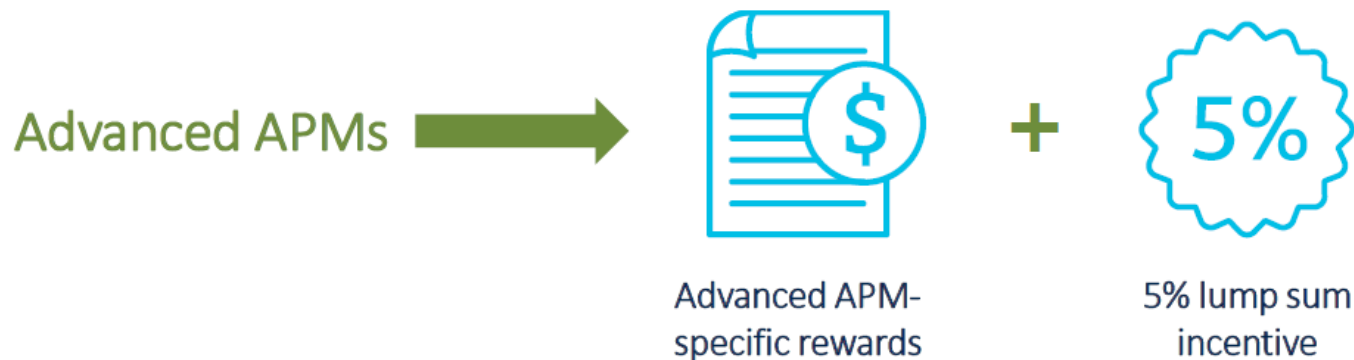 Advanced APMs
$
+
5%
Advanced APM-
specific rewards
5% lump sum
incentive